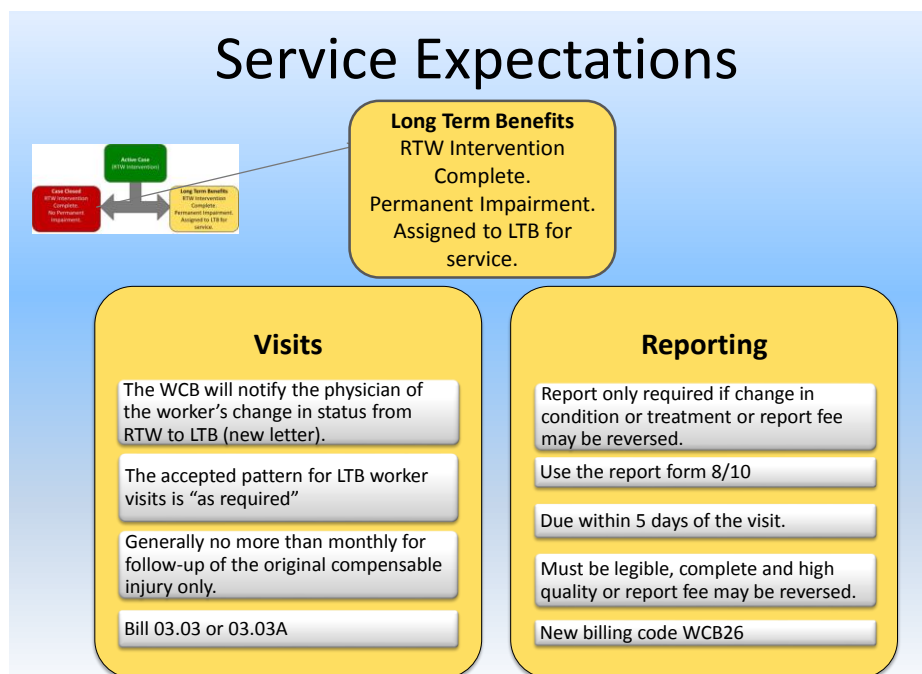 Service Expectations
Long Term Benefits
RTW Intervention
Complete.
Permanent Impairment.
Assigned to LTB for
service.
Active Case
(RTW Intervention)
Case Closed
RTW Intervention
Complete.
No Permanent
Impairment.
Long Term Benefits
RTW Intervention
Complete.
Permanent Impairment.
Assigned to LTB for
service.
Visits
The WCB will notify the physician of
the worker’s change in status from
RTW to LTB (new letter).
The accepted pattern for LTB worker
visits is “as required”
Generally no more than monthly for
follow-up of the original compensable
injury only.
Bill 03.03 or 03.03A
Reporting
Report only required if change in
condition or treatment or report fee
may be reversed.
Use the report form 8/10
Due within 5 days of the visit.
Must be legible, complete and high
quality or report fee may be reversed.
New billing code WCB26